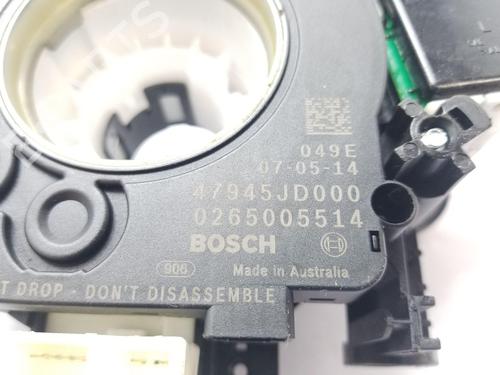 049E
07-05-14
47945JD000
0265005514
BOSCH
906 Made in Australia
T DROP - DON'T DISASSEMBLE